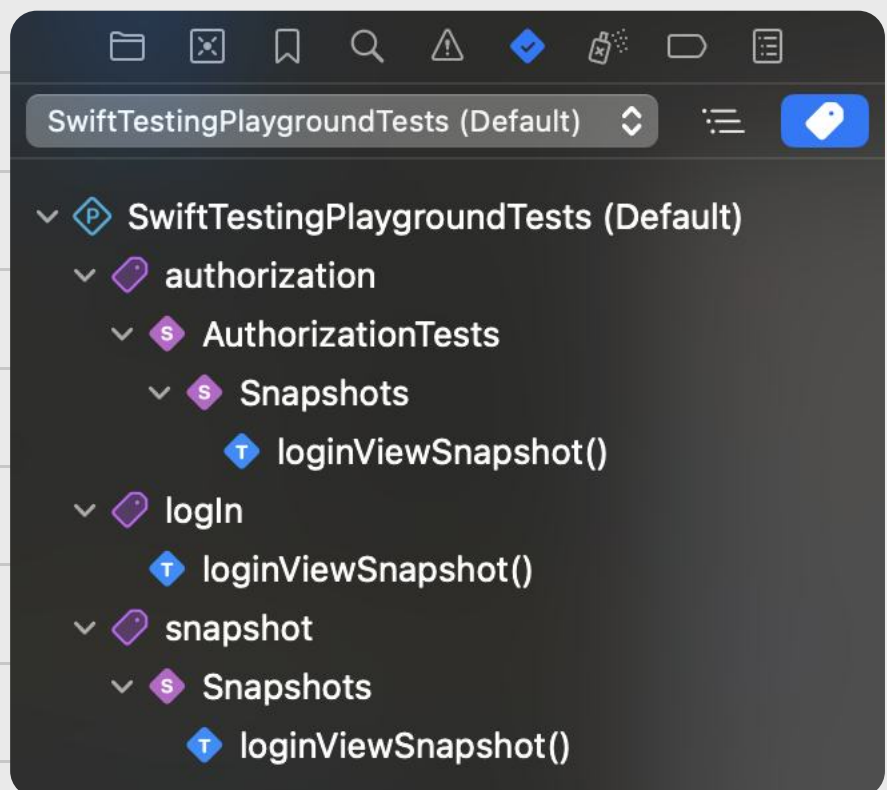 SwiftTestingPlaygroundTests (Default)
P SwiftTestingPlaygroundTests (Default)
authorization
S AuthorizationTests
S Snapshots
T loginViewSnapshot()
logIn
T loginViewSnapshot()
snapshot
S Snapshots
T loginViewSnapshot()